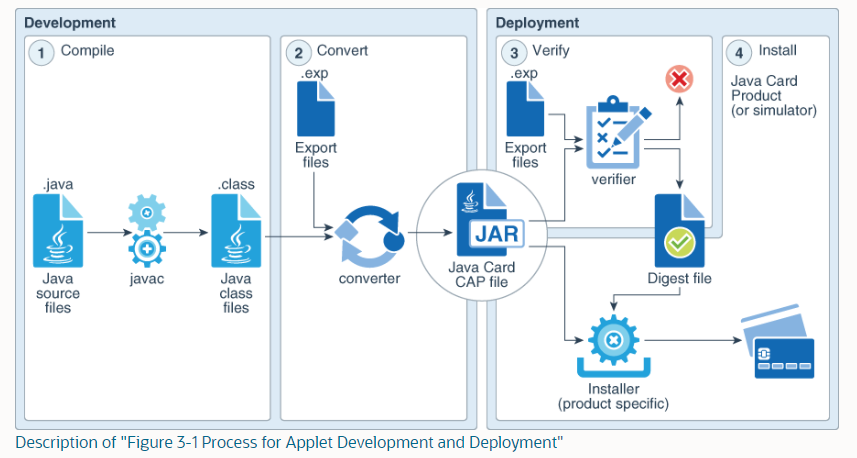 Development
1 Compile
.java
Java
source
files
javac
.class
Java
class
files
2 Convert
.exp
Export
files
converter
JAR
Java Card
CAP file
Deployment
3 Verify
.exp
Export
files
verifier
4 Install
Java Card
Product
(or simulator)
Digest file
Installer
(product specific)
Description of "Figure 3-1 Process for Applet Development and Deployment"